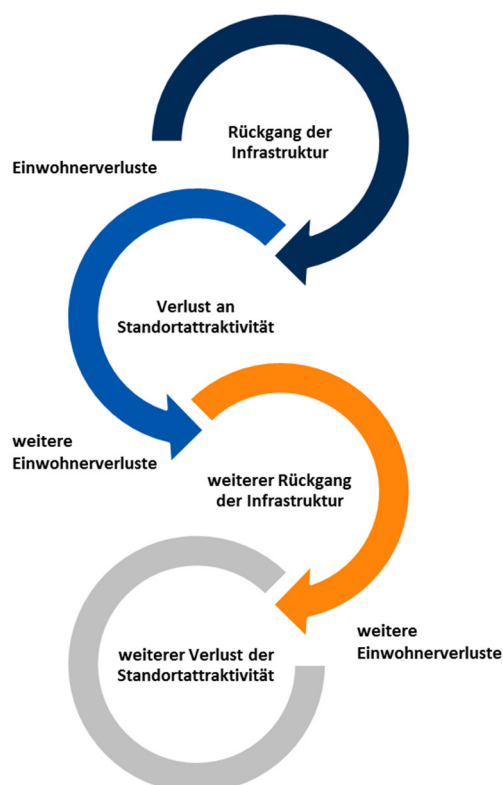 Rückgang der
Infrastruktur
Einwohnerverluste
Verlust an
Standortattraktivität
weitere
Einwohnerverluste
weiterer Rückgang
der Infrastruktur
weitere
Einwohnerverluste
weiterer Verlust der
Standortattraktivität